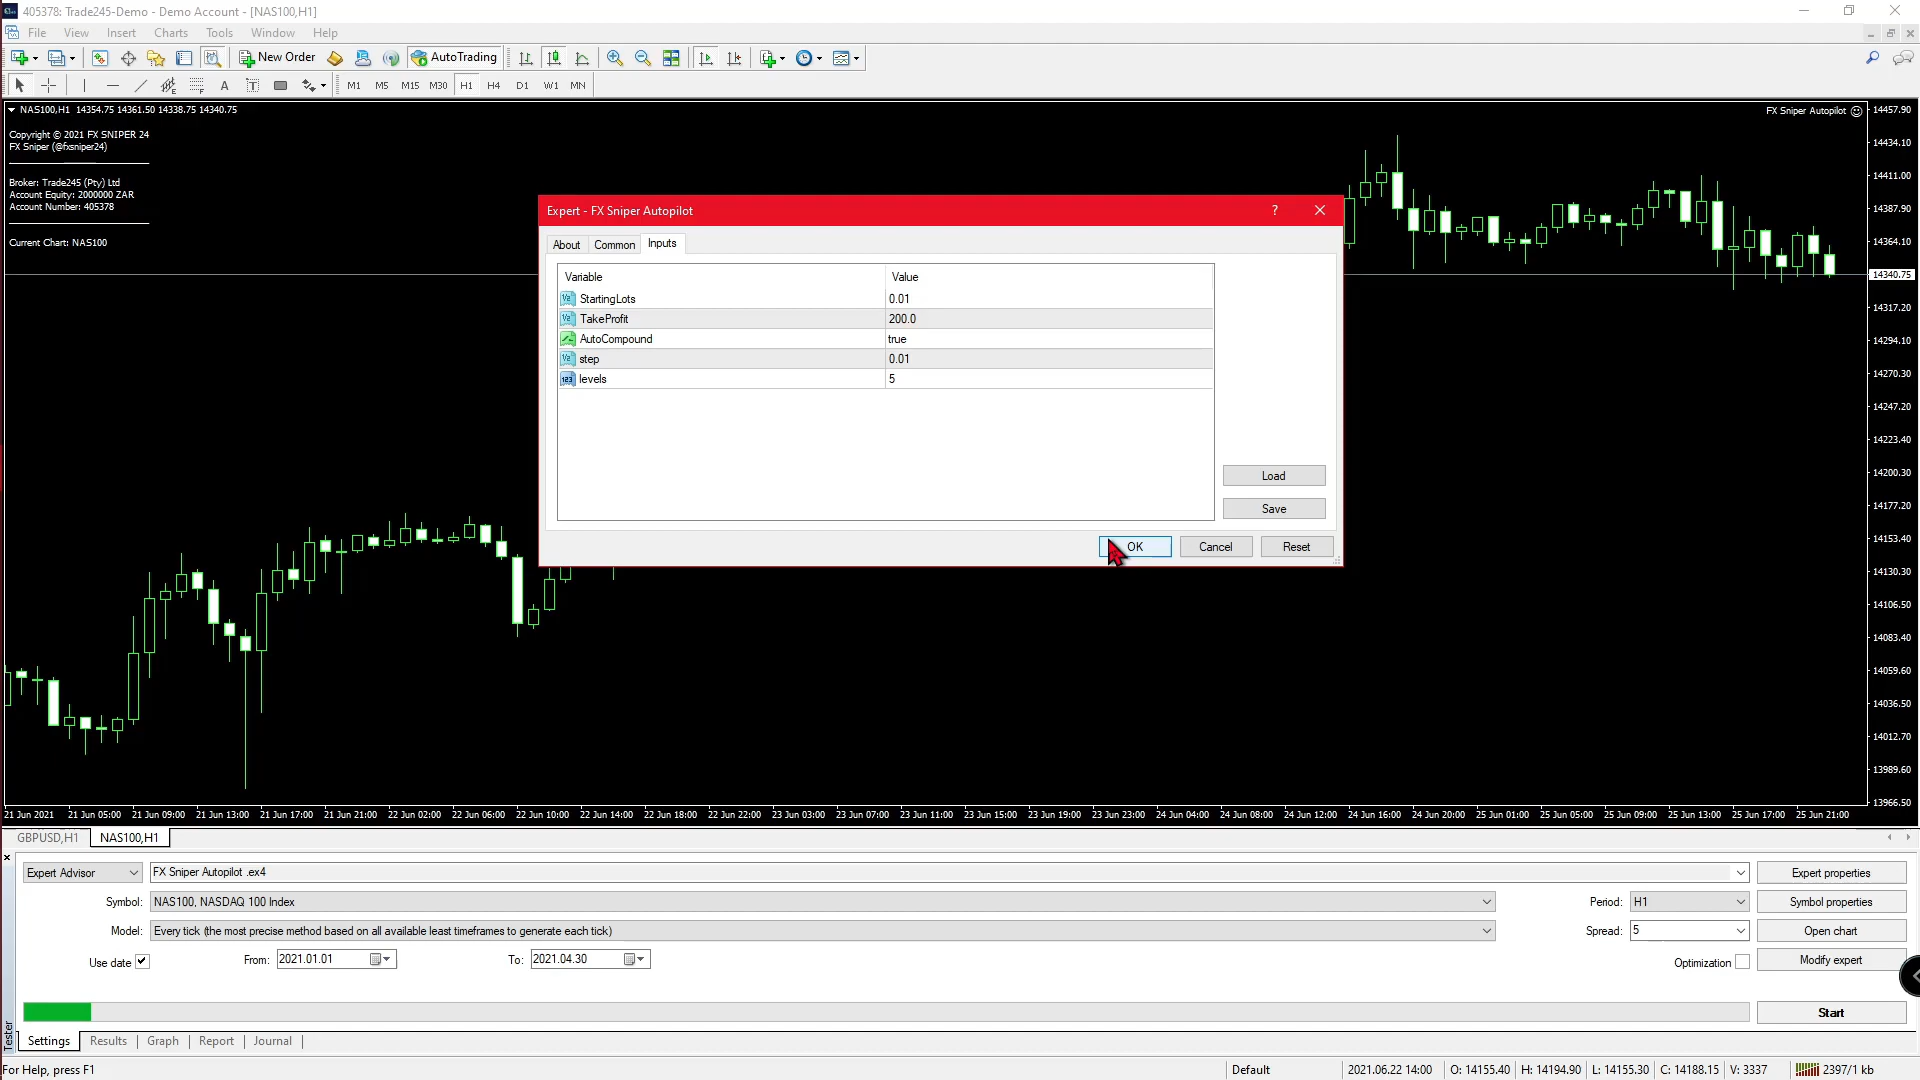 405378: Trade245-Demo - Demo Account - [NAS100,H1]
File View Insert Charts Tools Window Help
New Order AutoTrading
M1 M5 M15 M30 H1 H4 D1 W1 MN
NAS100,H1 14354.75 14361.50 14338.75 14340.75
FX Sniper Autopilot
Copyright © 2021 FX SNIPER 24
FX Sniper (@fxsniper24)
Broker: Trade245 (Pty) Ltd
Account Equity: 2000000 ZAR
Account Number: 405378
Current Chart: NAS100
Expert - FX Sniper Autopilot
About Common Inputs
Variable Value
StartingLots 0.01
TakeProfit 200.0
AutoCompound true
step 0.01
levels 5
Load
Save
OK Cancel Reset
14457.90
14434.10
14411.00
14387.90
14364.10
14340.75
14317.20
14294.10
14270.30
14247.20
14223.40
14200.30
14177.20
14153.40
14130.30
14106.50
14083.40
14059.60
14036.50
14012.70
13989.60
13966.50
21 Jun 2021 21 Jun 05:00 21 Jun 09:00 21 Jun 13:00 21 Jun 17:00 21 Jun 21:00 22 Jun 02:00 22 Jun 06:00 22 Jun 10:00 22 Jun 14:00 22 Jun 18:00 22 Jun 22:00 23 Jun 03:00 23 Jun 07:00 23 Jun 11:00 23 Jun 15:00 23 Jun 19:00 23 Jun 23:00 24 Jun 04:00 24 Jun 08:00 24 Jun 12:00 24 Jun 16:00 24 Jun 20:00 25 Jun 01:00 25 Jun 05:00 25 Jun 09:00 25 Jun 13:00 25 Jun 17:00 25 Jun 21:00
GBPUSD,H1 NAS100,H1
Expert Advisor FX Sniper Autopilot .ex4 Expert properties
Symbol: NAS100, NASDAQ 100 Index Period: H1 Symbol properties
Model: Every tick (the most precise method based on all available least timeframes to generate each tick) Spread: 5 Open chart
Use date From: 2021.01.01 To: 2021.04.30 Optimization Modify expert
Start
Tester
Settings Results Graph Report Journal
For Help, press F1 Default 2021.06.22 14:00 O: 14155.40 H: 14194.90 L: 14155.30 C: 14188.15 V: 3337 2397/1 kb